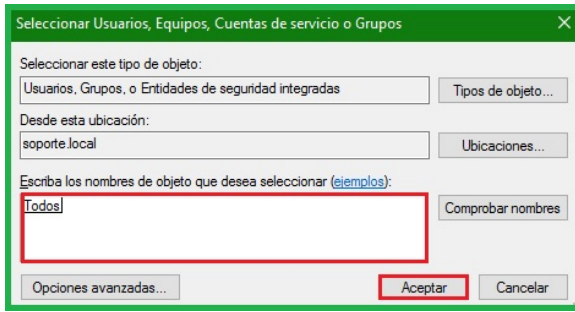 Seleccionar Usuarios, Equipos, Cuentas de servicio o Grupos
Seleccionar este tipo de objeto:
Usuarios, Grupos, o Entidades de seguridad integradas
Tipos de objeto...
Desde esta ubicación:
soporte.local
Ubicaciones...
Escriba los nombres de objeto que desea seleccionar (ejemplos):
Todos
Comprobar nombres
Opciones avanzadas...
Aceptar
Cancelar